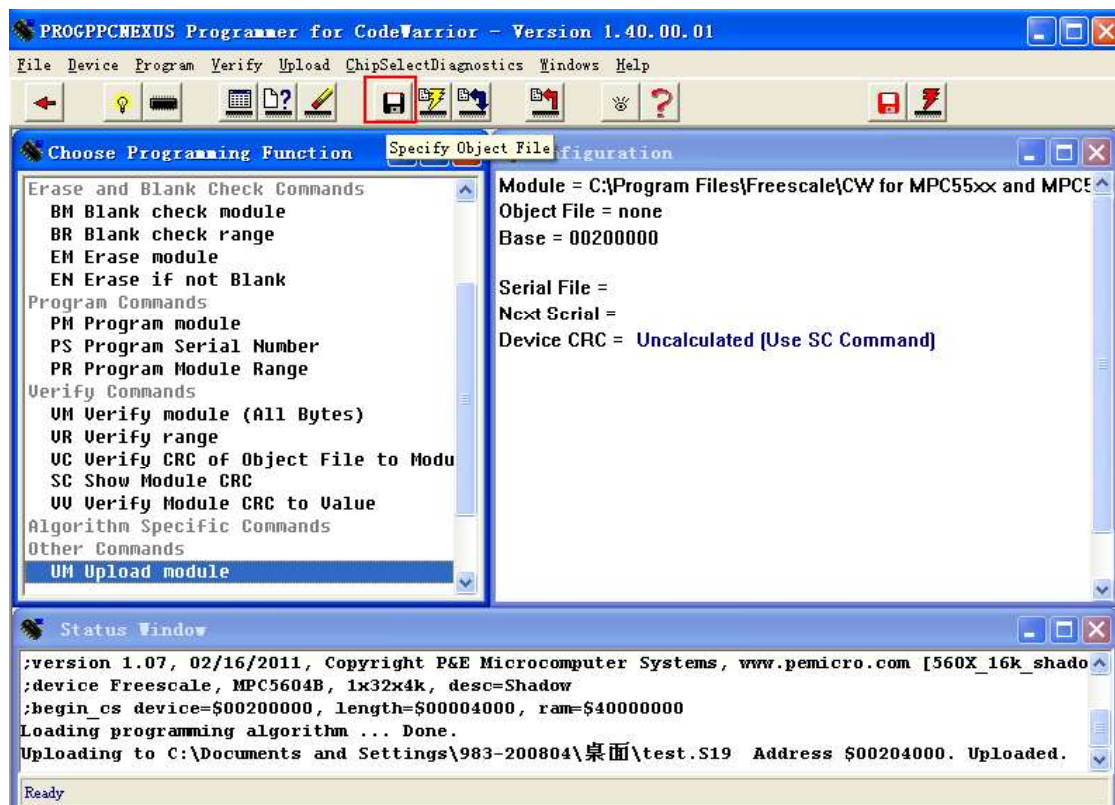 PROGPPCNEXUS Programmer for CodeWarrior - Version 1.40.00.01
File Device Program Verify Upload ChipSelectDiagnostics Windows Help
Specify Object File
Choose Programming Function
Erase and Blank Check Commands
BM Blank check module
BR Blank check range
EM Erase module
EN Erase if not Blank
Program Commands
PM Program module
PS Program Serial Number
PR Program Module Range
Verify Commands
VM Verify module (All Bytes)
VR Verify range
VC Verify CRC of Object File to Modu
SC Show Module CRC
VV Verify Module CRC to Value
Algorithm Specific Commands
Other Commands
UM Upload module
figuration
Module = C:\Program Files\Freescale\CW for MPC55xx and MPC5
Object File = none
Base = 00200000
Serial File =
Next Serial =
Device CRC = Uncalculated (Use SC Command)
Status Window
;version 1.07, 02/16/2011, Copyright P&E Microcomputer Systems, www.pemicro.com [560X_16k_shado
;device Freescale, MPC5604B, 1x32x4k, desc=Shadow
;begin_cs device=$00200000, length=$00004000, ram=$40000000
Loading programming algorithm ... Done.
Uploading to C:\Documents and Settings\983-200804\桌面\test.S19 Address $00204000. Uploaded.
Ready